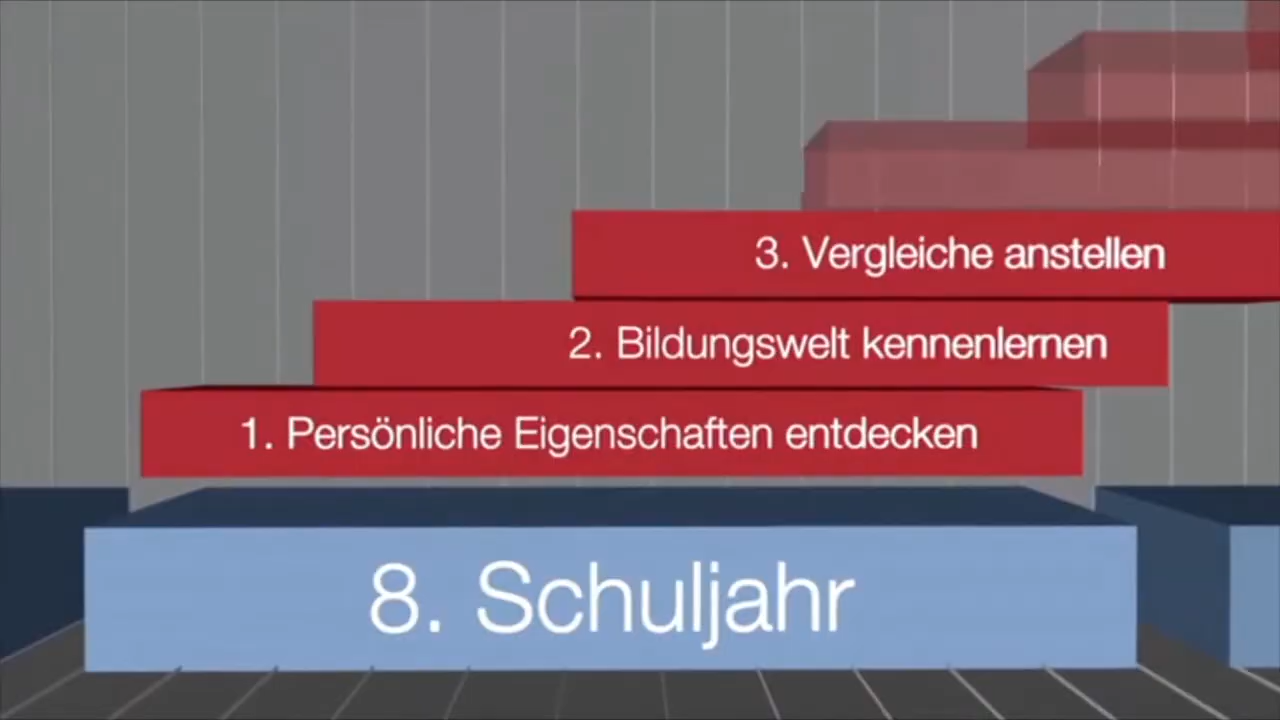 3. Vergleiche anstellen
2. Bildungswelt kennenlernen
1. Persönliche Eigenschaften entdecken
8. Schuljahr